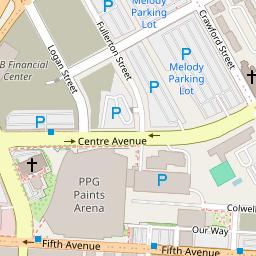 Melody
Parking
Lot
Crawford Street
Fullerton Street
Logan Street
B Financial
Center
Melody
Parking
Lot
P
P
P
P
P
Centre Avenue
PPG
Paints
Arena
P
Colwell
Our Way
P
Fifth Avenue
P
Fifth Avenue
P